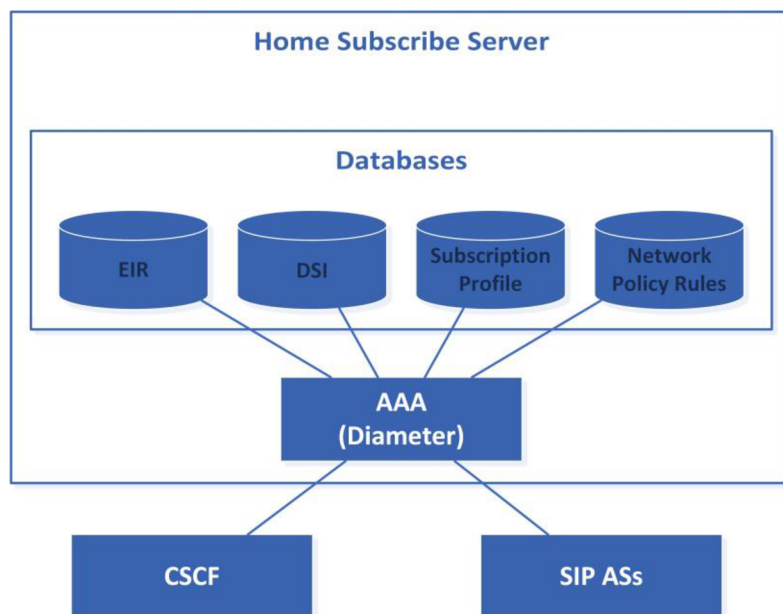 Home Subscribe Server
Databases
EIR
DSI
Subscription
Profile
Network
Policy Rules
AAA
(Diameter)
CSCF
SIP ASs